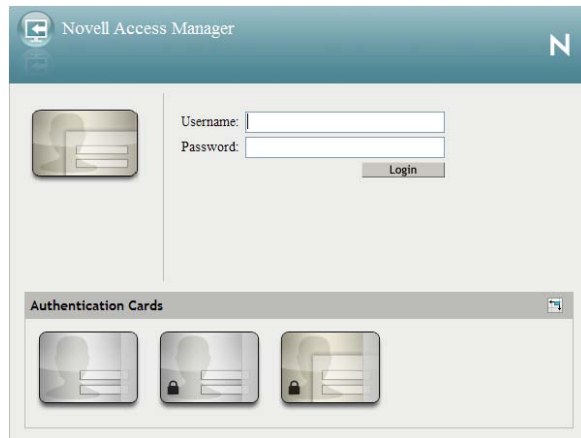 Novell Access Manager
N
Username:
Password:
Login
Authentication Cards